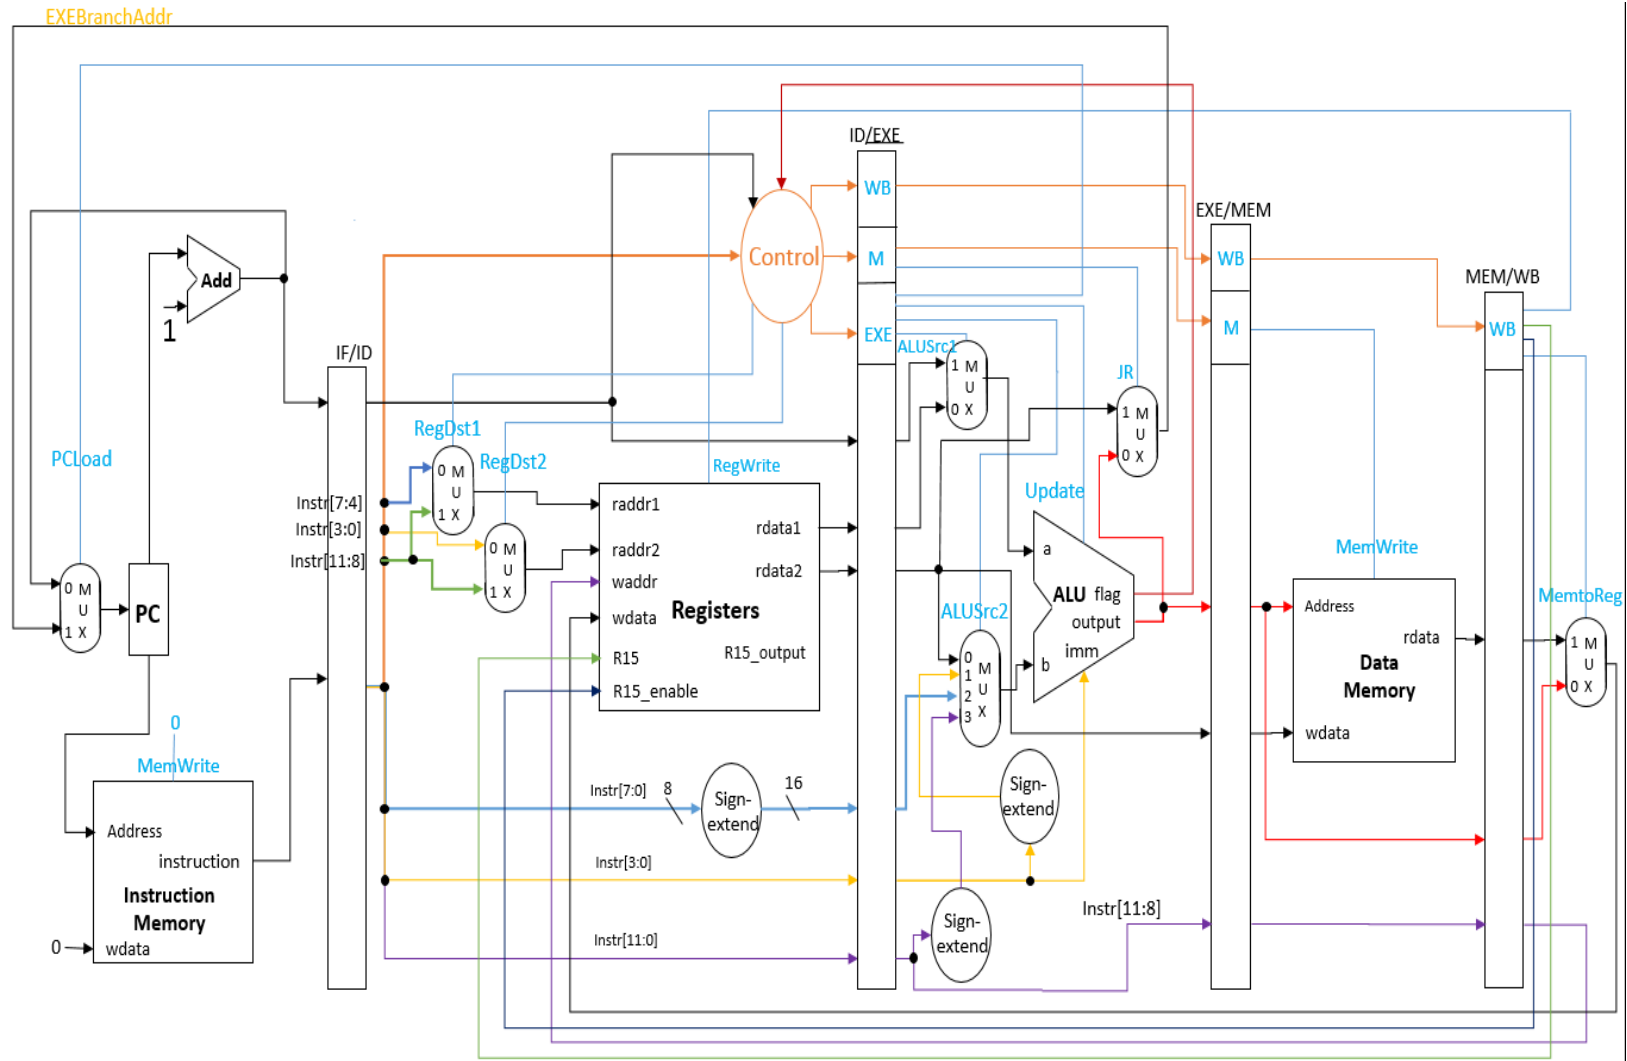 EXEBranchAddr
ID/EXE
WB
EXE/MEM
Control
WB
M
MEM/WB
Add
1
M
WB
EXE
ALUSrc1
IF/ID
1 M
U
0 X
JR
1 M
U
0 X
RegDst1
PCLoad
RegDst2
RegWrite
0 M
U
1 X
Instr[7:4]
Instr[3:0]
Instr[11:8]
0 M
U
1 X
raddr1
raddr2
waddr
wdata
R15
R15_enable
rdata1
rdata2
Registers
R15_output
Update
a
ALU
flag
output
imm
b
MemWrite
Address
rdata
Data
Memory
wdata
MemtoReg
1 M
U
0 X
0 M
U
1 X
PC
ALUSrc2
0
1
2
3
M
U
X
0
MemWrite
Address
instruction
Instruction
Memory
0
wdata
Instr[7:0]
8
Sign-
extend
16
Sign-
extend
Instr[3:0]
Instr[11:8]
Sign-
extend
Instr[11:0]